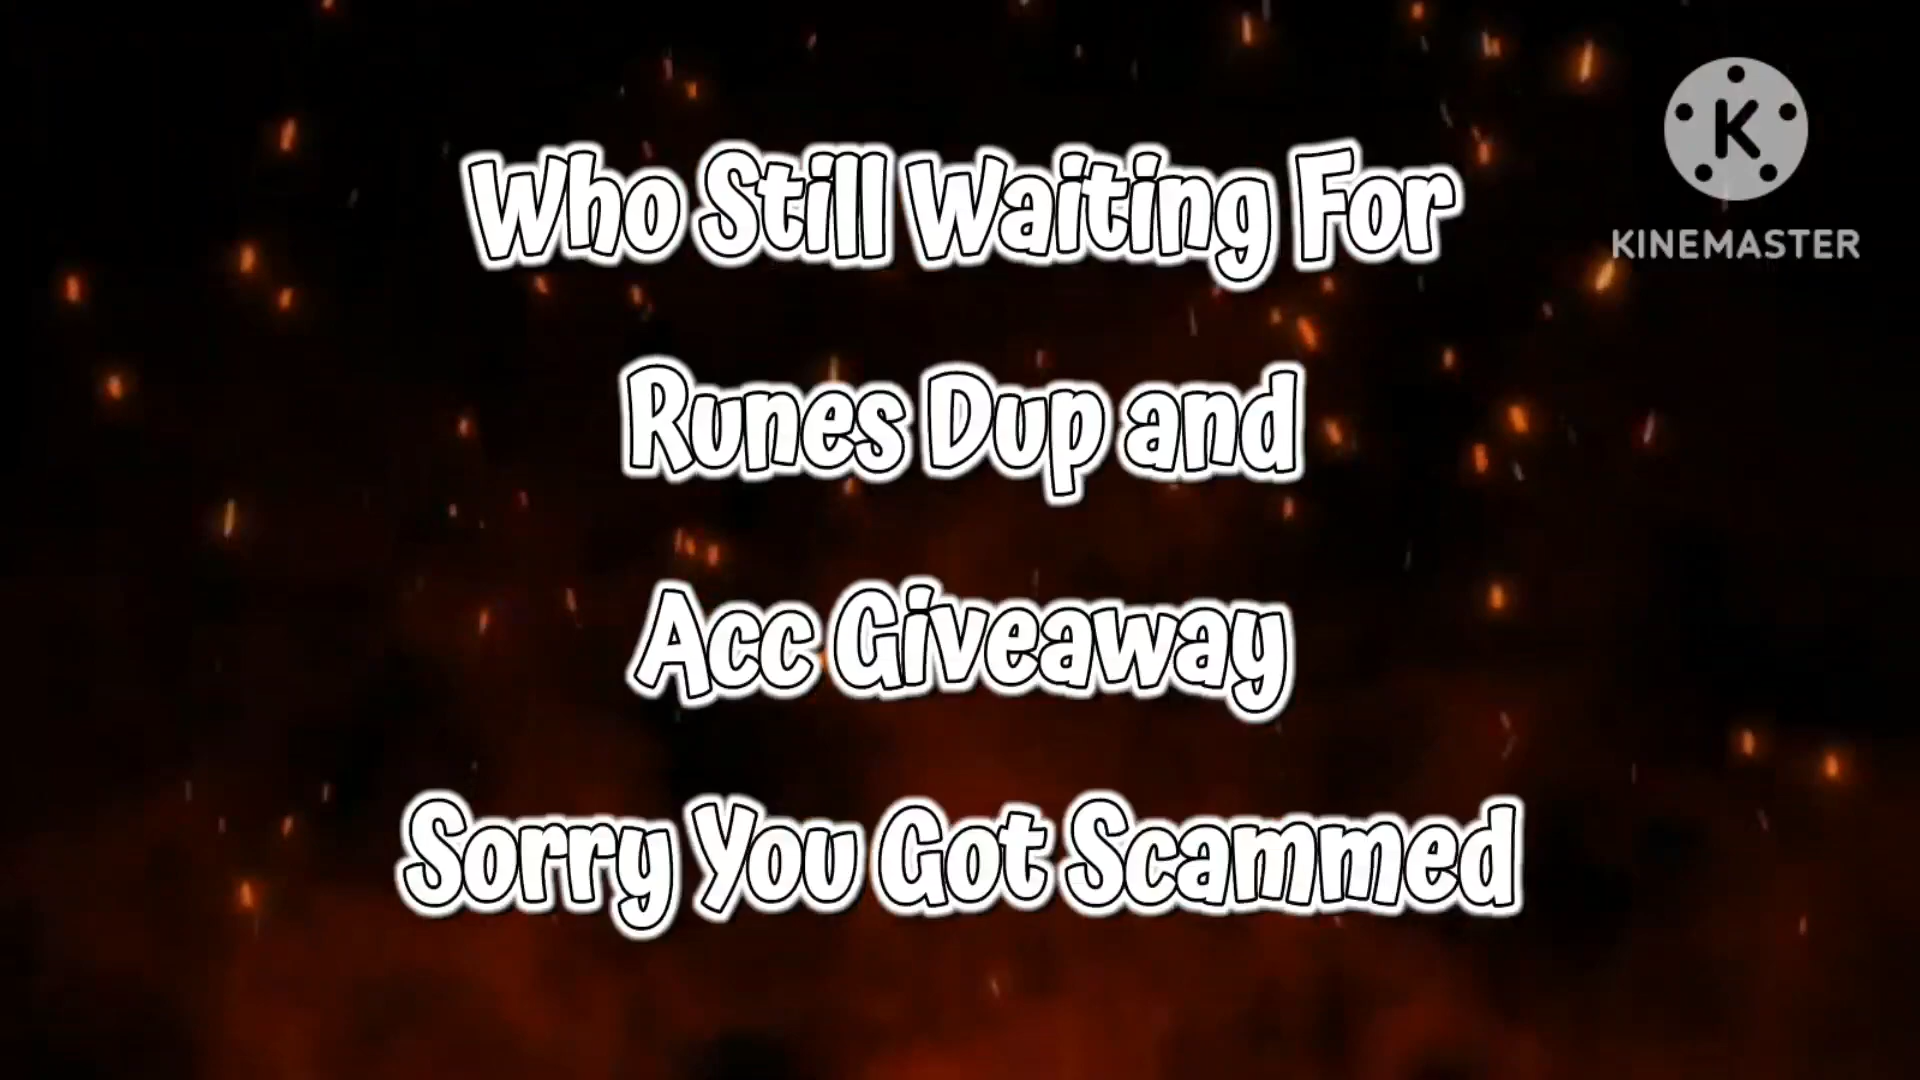 Who Still Waiting For
Runes Dup and
Acc Giveaway
Sorry You Got Scammed
K
KINEMASTER